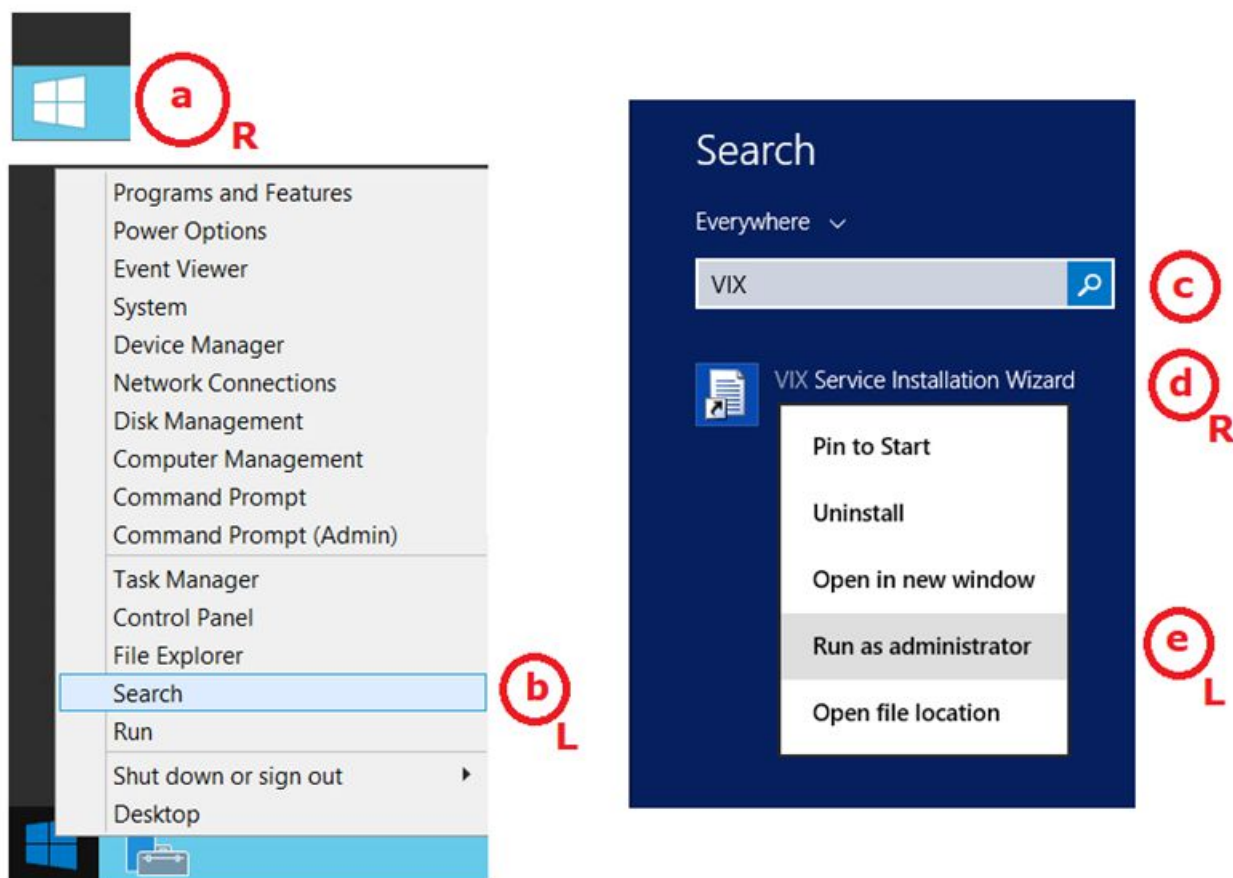 a
R
Programs and Features
Power Options
Event Viewer
System
Device Manager
Network Connections
Disk Management
Computer Management
Command Prompt
Command Prompt (Admin)
Task Manager
Control Panel
File Explorer
Search
b
L
Run
Shut down or sign out
Desktop
Search
Everywhere
VIX
c
VIX Service Installation Wizard
d
R
Pin to Start
Uninstall
Open in new window
Run as administrator
e
L
Open file location